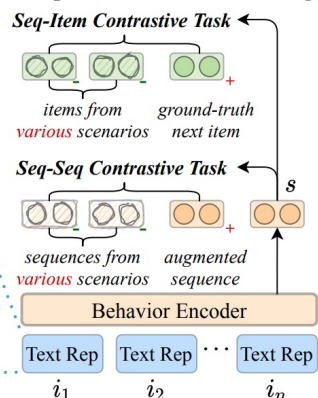 Seq-Item Contrastive Task
- - +
items from ground-truth
various scenarios next item
Seq-Seq Contrastive Task
s
- - +
sequences from augmented
various scenarios sequence
Behavior Encoder
Text Rep Text Rep ... Text Rep
i1 i2 in